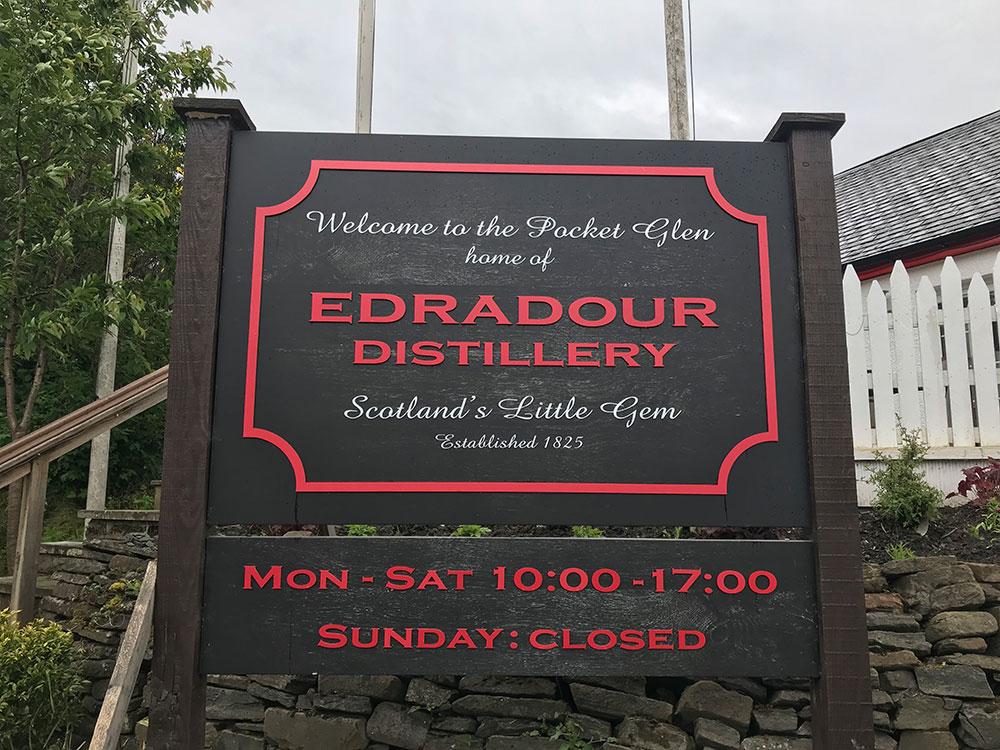 Welcome to the Pocket Glen
home of
EDRADOUR
DISTILLERY
Scotland's Little Gem
Established 1825
MON - SAT 10:00 - 17:00
SUNDAY : CLOSED